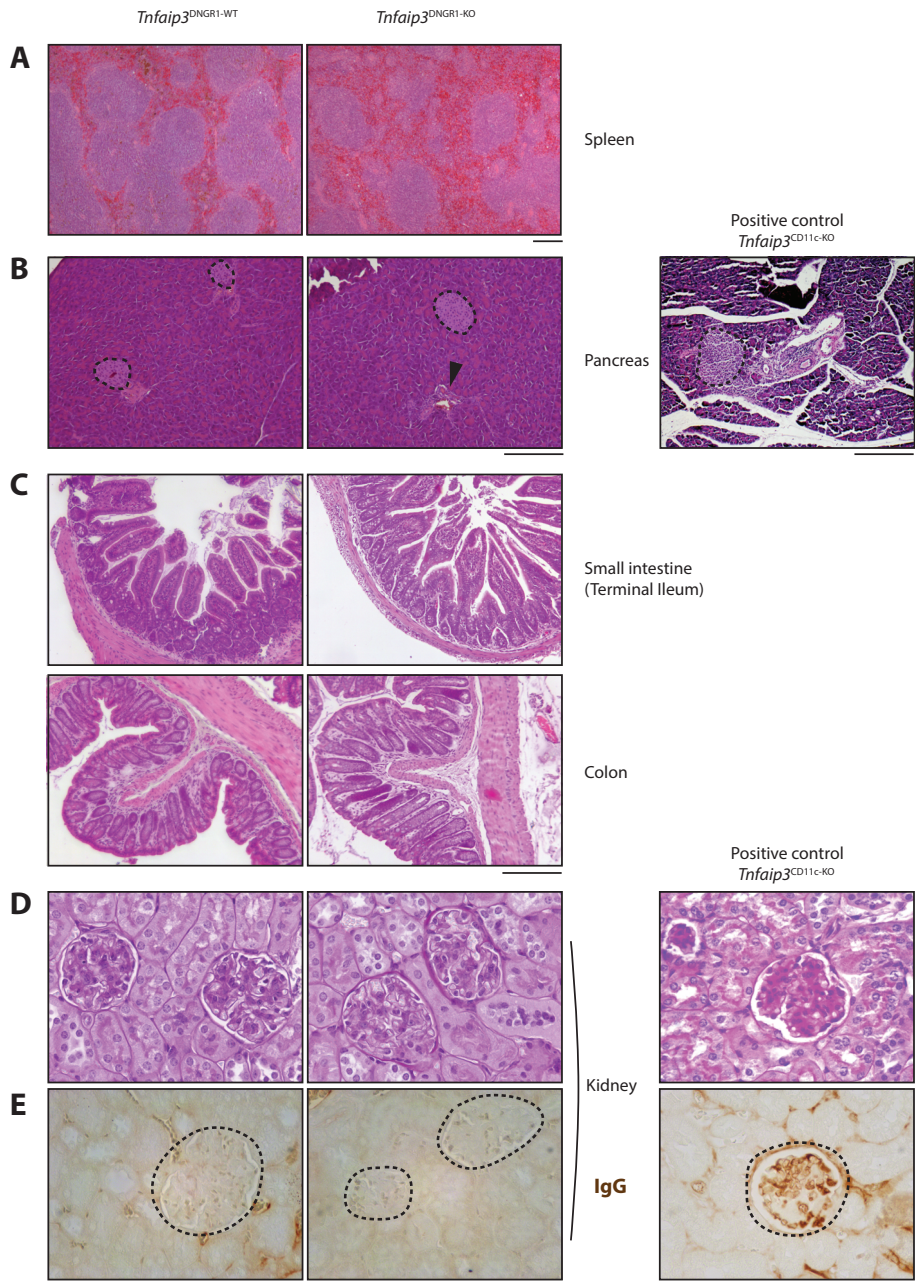 Tnfaip3DNGR1-WT
Tnfaip3DNGR1-KO
A
Spleen
Positive control
Tnfaip3CD11c-KO
B
Pancreas
C
Small intestine
(Terminal Ileum)
Colon
Positive control
Tnfaip3CD11c-KO
D
Kidney
E
IgG